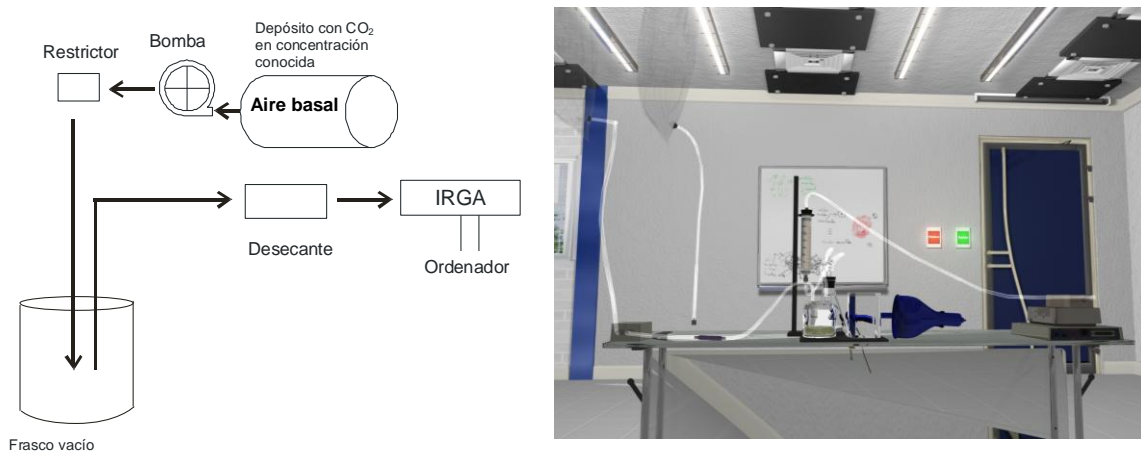 Depósito con CO2
en concentración
conocida
Bomba
Restrictor
Aire basal
IRGA
Desecante
Ordenador
Frasco vacío